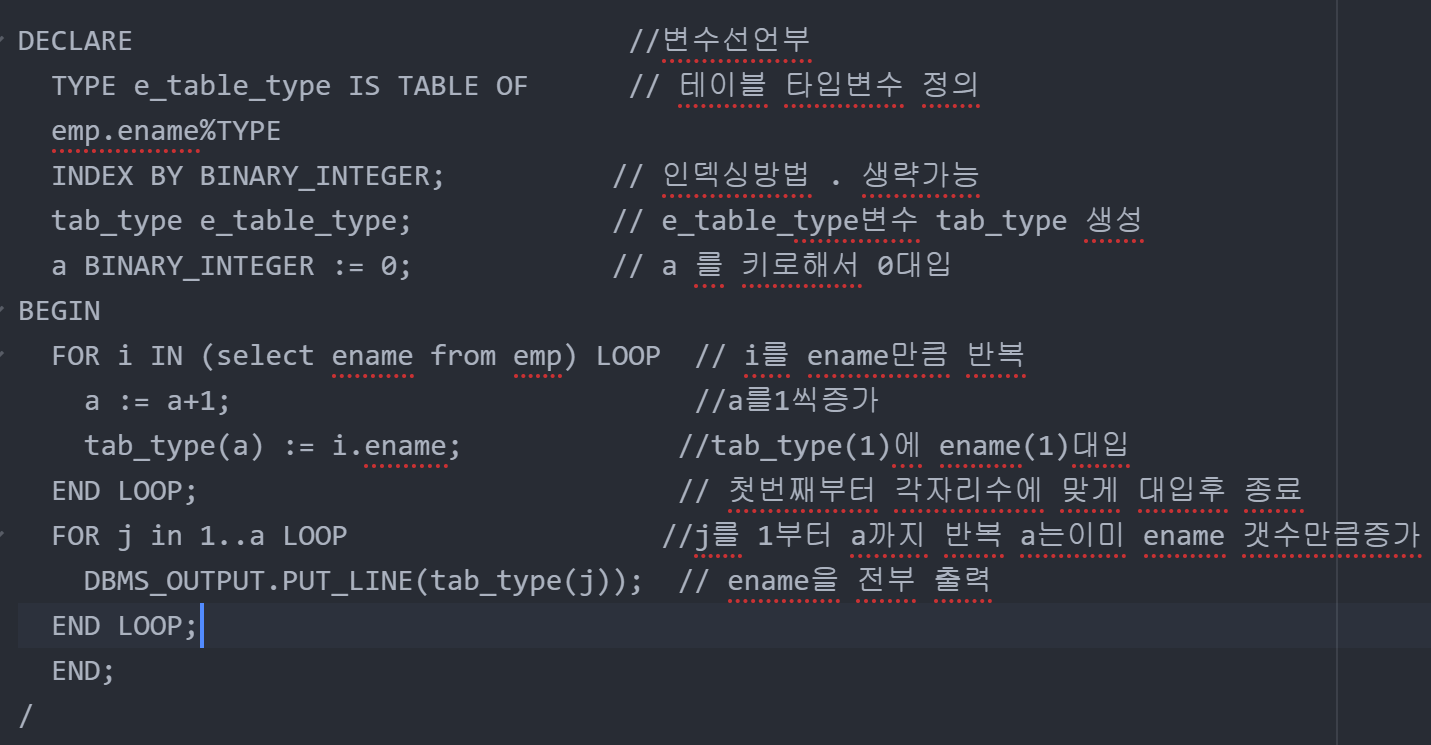 DECLARE //변수선언부
TYPE e_table_type IS TABLE OF // 테이블 타입변수 정의
emp.ename%TYPE
INDEX BY BINARY_INTEGER; // 인덱싱방법 . 생략가능
tab_type e_table_type; // e_table_type변수 tab_type 생성
a BINARY_INTEGER := 0; // a 를 키로해서 0대입
BEGIN
FOR i IN (select ename from emp) LOOP // i를 ename만큼 반복
a := a+1; //a를1씩증가
tab_type(a) := i.ename; //tab_type(1)에 ename(1)대입
END LOOP; // 첫번째부터 각자리수에 맞게 대입후 종료
FOR j in 1..a LOOP //j를 1부터 a까지 반복 a는이미 ename 갯수만큼증가
DBMS_OUTPUT.PUT_LINE(tab_type(j)); // ename을 전부 출력
END LOOP;
END;
/